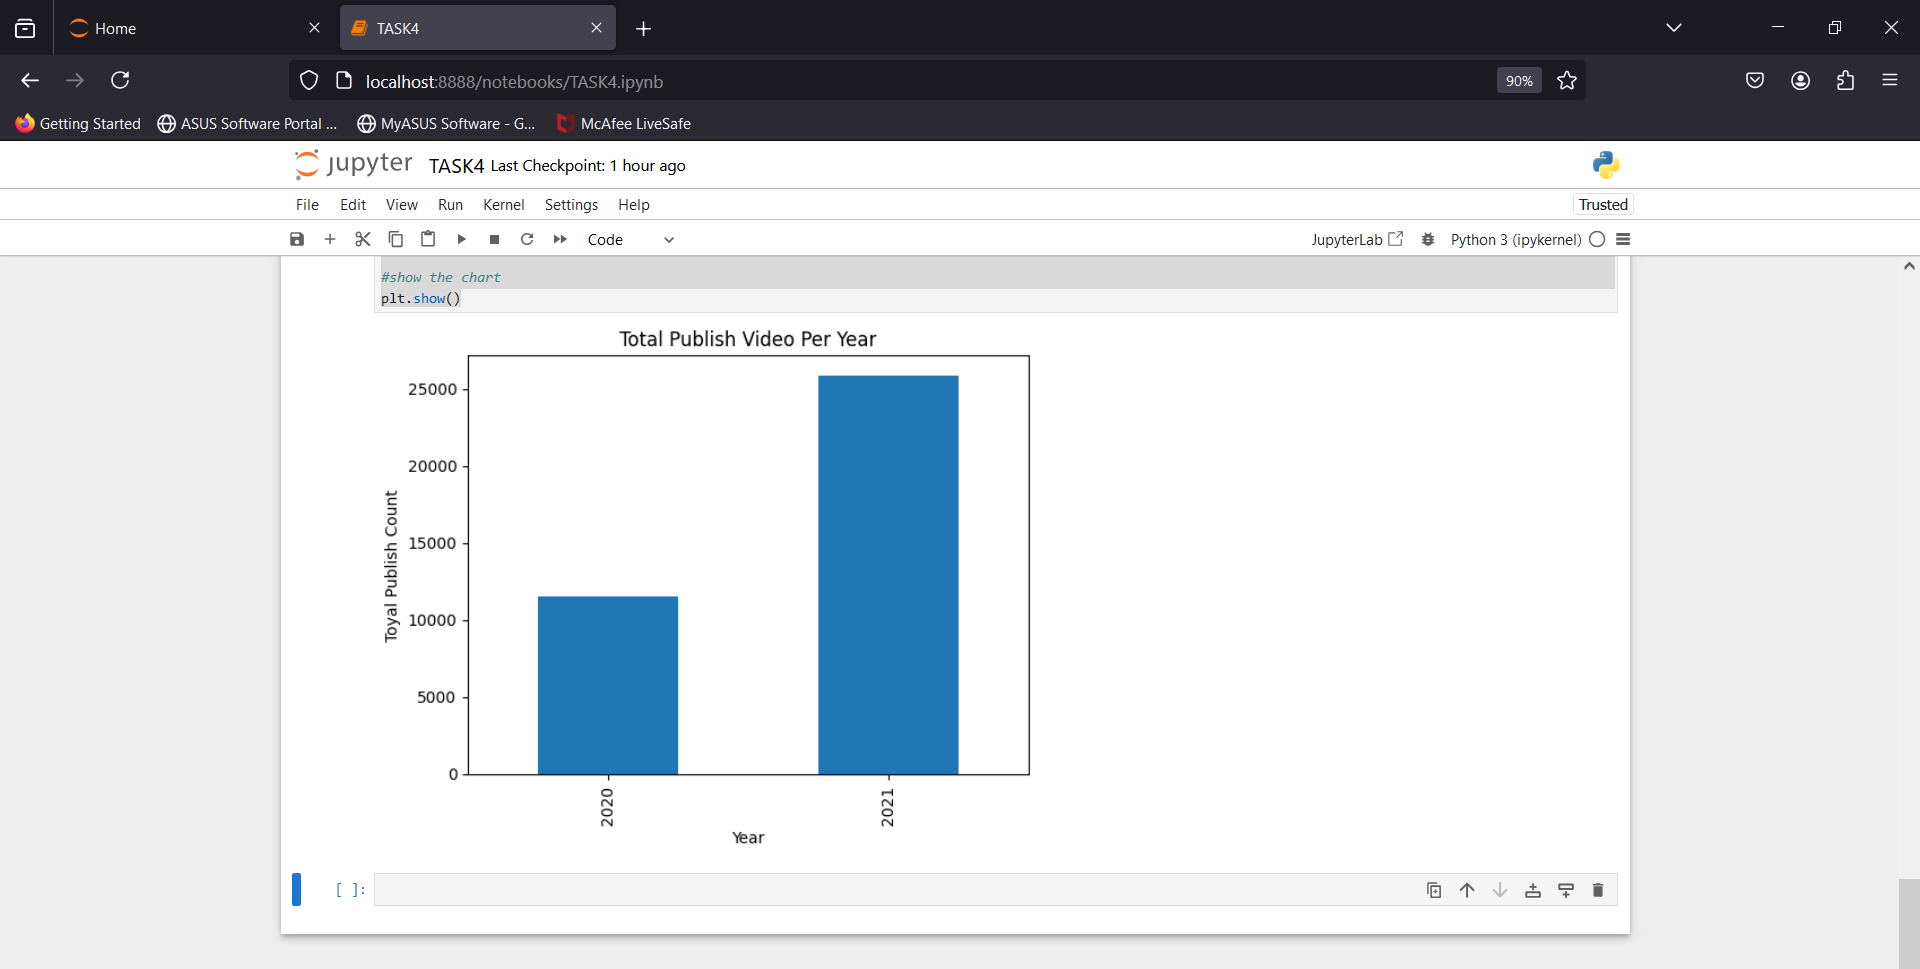 Home
TASK4
localhost:8888/notebooks/TASK4.ipynb
90%
Getting Started
ASUS Software Portal ...
MyASUS Software - G...
McAfee LiveSafe
jupyter TASK4 Last Checkpoint: 1 hour ago
File Edit View Run Kernel Settings Help
Trusted
Code
JupyterLab
Python 3 (ipykernel)
#show the chart
plt.show()
Total Publish Video Per Year
25000
20000
15000
10000
5000
0
Toyal Publish Count
2020
2021
Year
[ ]: